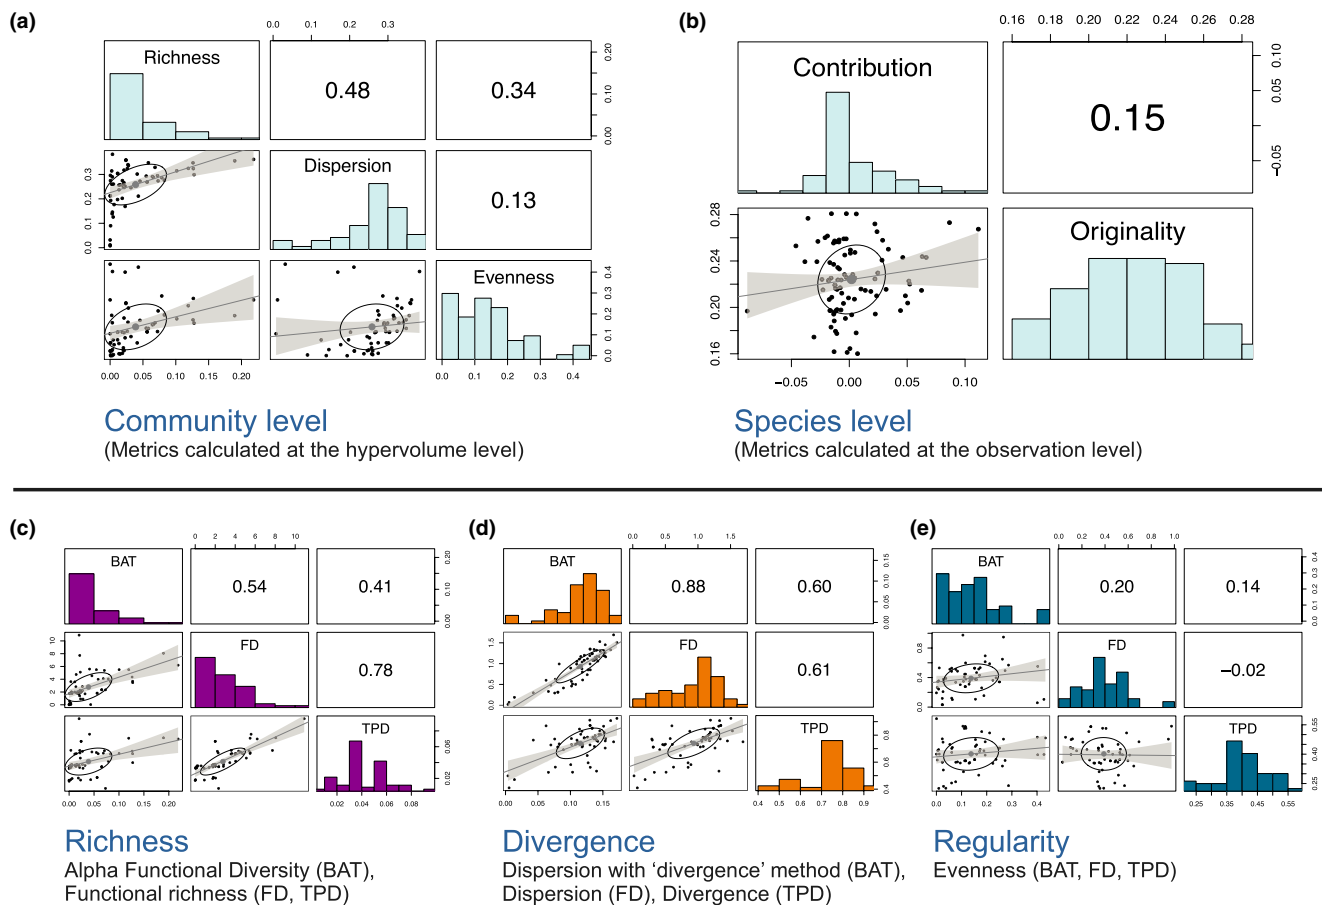 (a)
0.0 0.1 0.2 0.3
Richness
0.48
0.34
0.00 0.10 0.20
0.0 0.1 0.2 0.3
Dispersion
0.13
Evenness
0.0 0.1 0.2 0.3 0.4
0.00 0.05 0.10 0.15 0.20
0.0 0.1 0.2 0.3 0.4
Community level
(Metrics calculated at the hypervolume level)
(b)
0.16 0.18 0.20 0.22 0.24 0.26 0.28
Contribution
0.15
−0.05 0.05 0.10
0.16 0.20 0.24 0.28
Originality
−0.05 0.00 0.05 0.10
Species level
(Metrics calculated at the observation level)
(c)
0 2 4 6 8 10
BAT
0.54
0.41
0.00 0.10 0.20
0 2 4 6 8 10
FD
0.78
TPD
0.02 0.06
0.00 0.05 0.10 0.15 0.20
0.02 0.04 0.06 0.08
Richness
Alpha Functional Diversity (BAT),
Functional richness (FD, TPD)
(d)
0.0 0.5 1.0 1.5
BAT
0.88
0.60
0.00 0.05 0.10 0.15
0.0 0.5 1.0 1.5
FD
0.61
TPD
0.4 0.6 0.8
0.00 0.05 0.10 0.15
0.4 0.5 0.6 0.7 0.8 0.9
Divergence
Dispersion with ‘divergence’ method (BAT),
Dispersion (FD), Divergence (TPD)
(e)
0.0 0.2 0.4 0.6 0.8 1.0
BAT
0.20
0.14
0.0 0.1 0.2 0.3 0.4
0.0 0.4 0.8
FD
−0.02
TPD
0.25 0.40 0.55
0.0 0.1 0.2 0.3 0.4
0.25 0.35 0.45 0.55
Regularity
Evenness (BAT, FD, TPD)